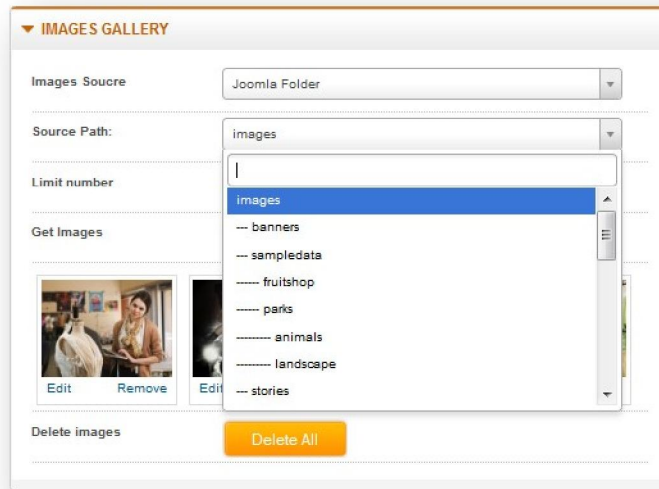 IMAGES GALLERY
Images Soucre
Joomla Folder
Source Path:
images
Limit number
images
--- banners
Get Images
--- sampledata
------ fruitshop
------ parks
--------- animals
--------- landscape
--- stories
Edit Remove Edit
Delete images
Delete All